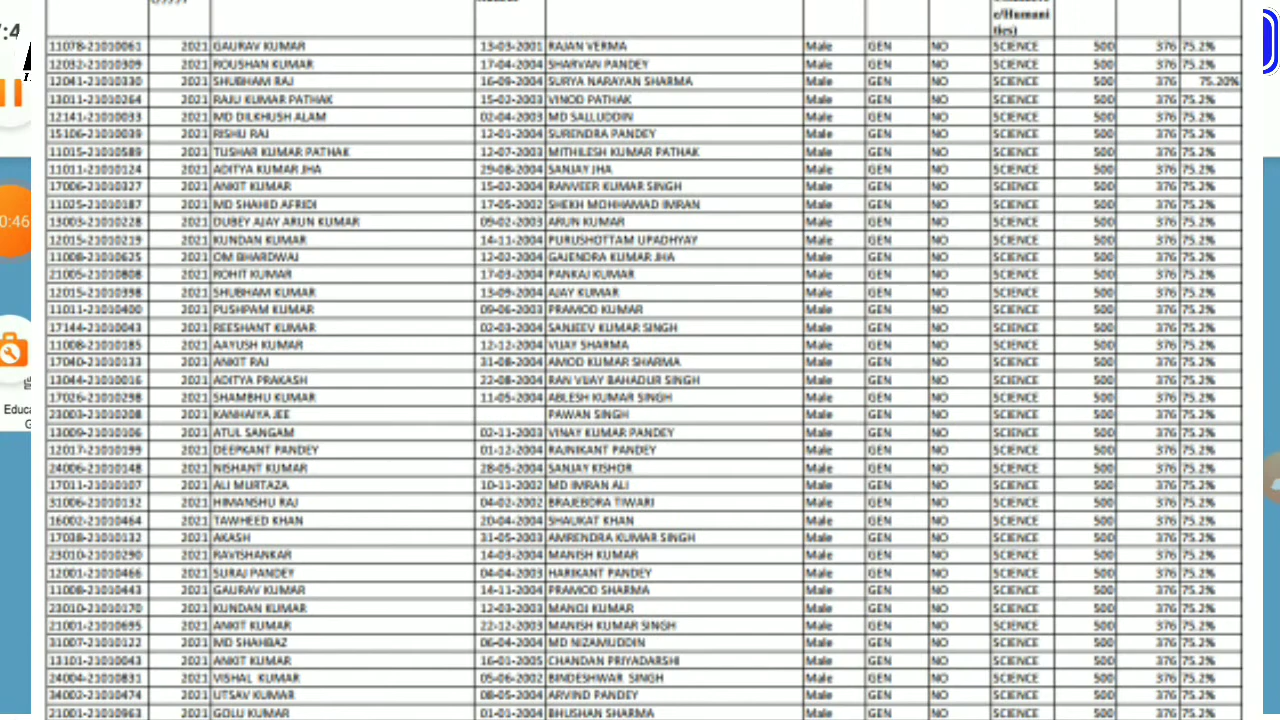 e/Humani
ties)
11078-21010061 2021 GAURAV KUMAR 13-03-2001 RAJAN VERMA Male GEN NO SCIENCE 500 376 75.2%
12032-21010309 2021 ROUSHAN KUMAR 17-04-2004 SHARVAN PANDEY Male GEN NO SCIENCE 500 376 75.2%
12041-21010330 2021 SHUBHAM RAJ 16-09-2004 SURYA NARAYAN SHARMA Male GEN NO SCIENCE 500 376 75.20%
13011-21010264 2021 RAJU KUMAR PATHAK 15-02-2003 VINOD PATHAK Male GEN NO SCIENCE 500 376 75.2%
12141-21010033 2021 MD DILKHUSH ALAM 02-04-2003 MD SALLUDDIN Male GEN NO SCIENCE 500 376 75.2%
15106-21010039 2021 RISHU RAJ 12-01-2004 SURENDRA PANDEY Male GEN NO SCIENCE 500 376 75.2%
11015-21010589 2021 TUSHAR KUMAR PATHAK 12-07-2003 MITHILESH KUMAR PATHAK Male GEN NO SCIENCE 500 376 75.2%
11011-21010124 2021 ADITYA KUMAR JHA 29-08-2004 SANJAY JHA Male GEN NO SCIENCE 500 376 75.2%
17006-21010327 2021 ANKIT KUMAR 15-02-2004 RANVEER KUMAR SINGH Male GEN NO SCIENCE 500 376 75.2%
11025-21010187 2021 MD SHAHID AFRIDI 17-05-2002 SHEKH MOHHAMAD IMRAN Male GEN NO SCIENCE 500 376 75.2%
13003-21010228 2021 DUBEY AJAY ARUN KUMAR 09-02-2003 ARUN KUMAR Male GEN NO SCIENCE 500 376 75.2%
12015-21010219 2021 KUNDAN KUMAR 14-11-2004 PURUSHOTTAM UPADHYAY Male GEN NO SCIENCE 500 376 75.2%
11008-21010625 2021 OM BHARDWAJ 12-02-2004 GAJENDRA KUMAR JHA Male GEN NO SCIENCE 500 376 75.2%
21005-21010808 2021 ROHIT KUMAR 17-03-2004 PANKAJ KUMAR Male GEN NO SCIENCE 500 376 75.2%
12015-21010398 2021 SHUBHAM KUMAR 13-09-2004 AJAY KUMAR Male GEN NO SCIENCE 500 376 75.2%
11011-21010400 2021 PUSHPAM KUMAR 09-06-2003 PRAMOD KUMAR Male GEN NO SCIENCE 500 376 75.2%
17144-21010043 2021 REESHANT KUMAR 02-03-2004 SANJEEV KUMAR SINGH Male GEN NO SCIENCE 500 376 75.2%
11008-21010185 2021 AAYUSH KUMAR 12-12-2004 VIJAY SHARMA Male GEN NO SCIENCE 500 376 75.2%
17040-21010133 2021 ANKIT RAJ 31-08-2004 AMOD KUMAR SHARMA Male GEN NO SCIENCE 500 376 75.2%
13044-21010016 2021 ADITYA PRAKASH 22-08-2004 RAN VIJAY BAHADUR SINGH Male GEN NO SCIENCE 500 376 75.2%
17026-21010298 2021 SHAMBHU KUMAR 11-05-2004 ABLESH KUMAR SINGH Male GEN NO SCIENCE 500 376 75.2%
23003-21010208 2021 KANHAIYA JEE PAWAN SINGH Male GEN NO SCIENCE 500 376 75.2%
13009-21010106 2021 ATUL SANGAM 02-11-2003 VINAY KUMAR PANDEY Male GEN NO SCIENCE 500 376 75.2%
12017-21010199 2021 DEEPKANT PANDEY 01-12-2004 RAJNIKANT PANDEY Male GEN NO SCIENCE 500 376 75.2%
24006-21010148 2021 NISHANT KUMAR 28-05-2004 SANJAY KISHOR Male GEN NO SCIENCE 500 376 75.2%
17011-21010107 2021 ALI MURTAZA 10-11-2002 MD IMRAN ALI Male GEN NO SCIENCE 500 376 75.2%
31006-21010132 2021 HIMANSHU RAJ 04-02-2002 BRAJEBDRA TIWARI Male GEN NO SCIENCE 500 376 75.2%
16002-21010464 2021 TAWHEED KHAN 20-04-2004 SHAUKAT KHAN Male GEN NO SCIENCE 500 376 75.2%
17038-21010132 2021 AKASH 31-05-2003 AMRENDRA KUMAR SINGH Male GEN NO SCIENCE 500 376 75.2%
23010-21010290 2021 RAVISHANKAR 14-03-2004 MANISH KUMAR Male GEN NO SCIENCE 500 376 75.2%
12001-21010466 2021 SURAJ PANDEY 04-04-2003 HARIKANT PANDEY Male GEN NO SCIENCE 500 376 75.2%
11008-21010443 2021 GAURAV KUMAR 14-11-2004 PRAMOD SHARMA Male GEN NO SCIENCE 500 376 75.2%
23010-21010170 2021 KUNDAN KUMAR 12-03-2003 MANOJ KUMAR Male GEN NO SCIENCE 500 376 75.2%
21001-21010695 2021 ANKIT KUMAR 22-12-2003 MANISH KUMAR SINGH Male GEN NO SCIENCE 500 376 75.2%
31007-21010122 2021 MD SHAHBAZ 06-04-2004 MD NIZAMUDDIN Male GEN NO SCIENCE 500 376 75.2%
13101-21010043 2021 ANKIT KUMAR 16-01-2005 CHANDAN PRIYADARSHI Male GEN NO SCIENCE 500 376 75.2%
24004-21010831 2021 VISHAL KUMAR 05-06-2002 BINDESHWAR SINGH Male GEN NO SCIENCE 500 376 75.2%
34002-21010474 2021 UTSAV KUMAR 08-05-2004 ARVIND PANDEY Male GEN NO SCIENCE 500 376 75.2%
21001-21010963 2021 GOLU KUMAR 01-01-2004 BHUSHAN SHARMA Male GEN NO SCIENCE 500 376 75.2%
0:46
Educa